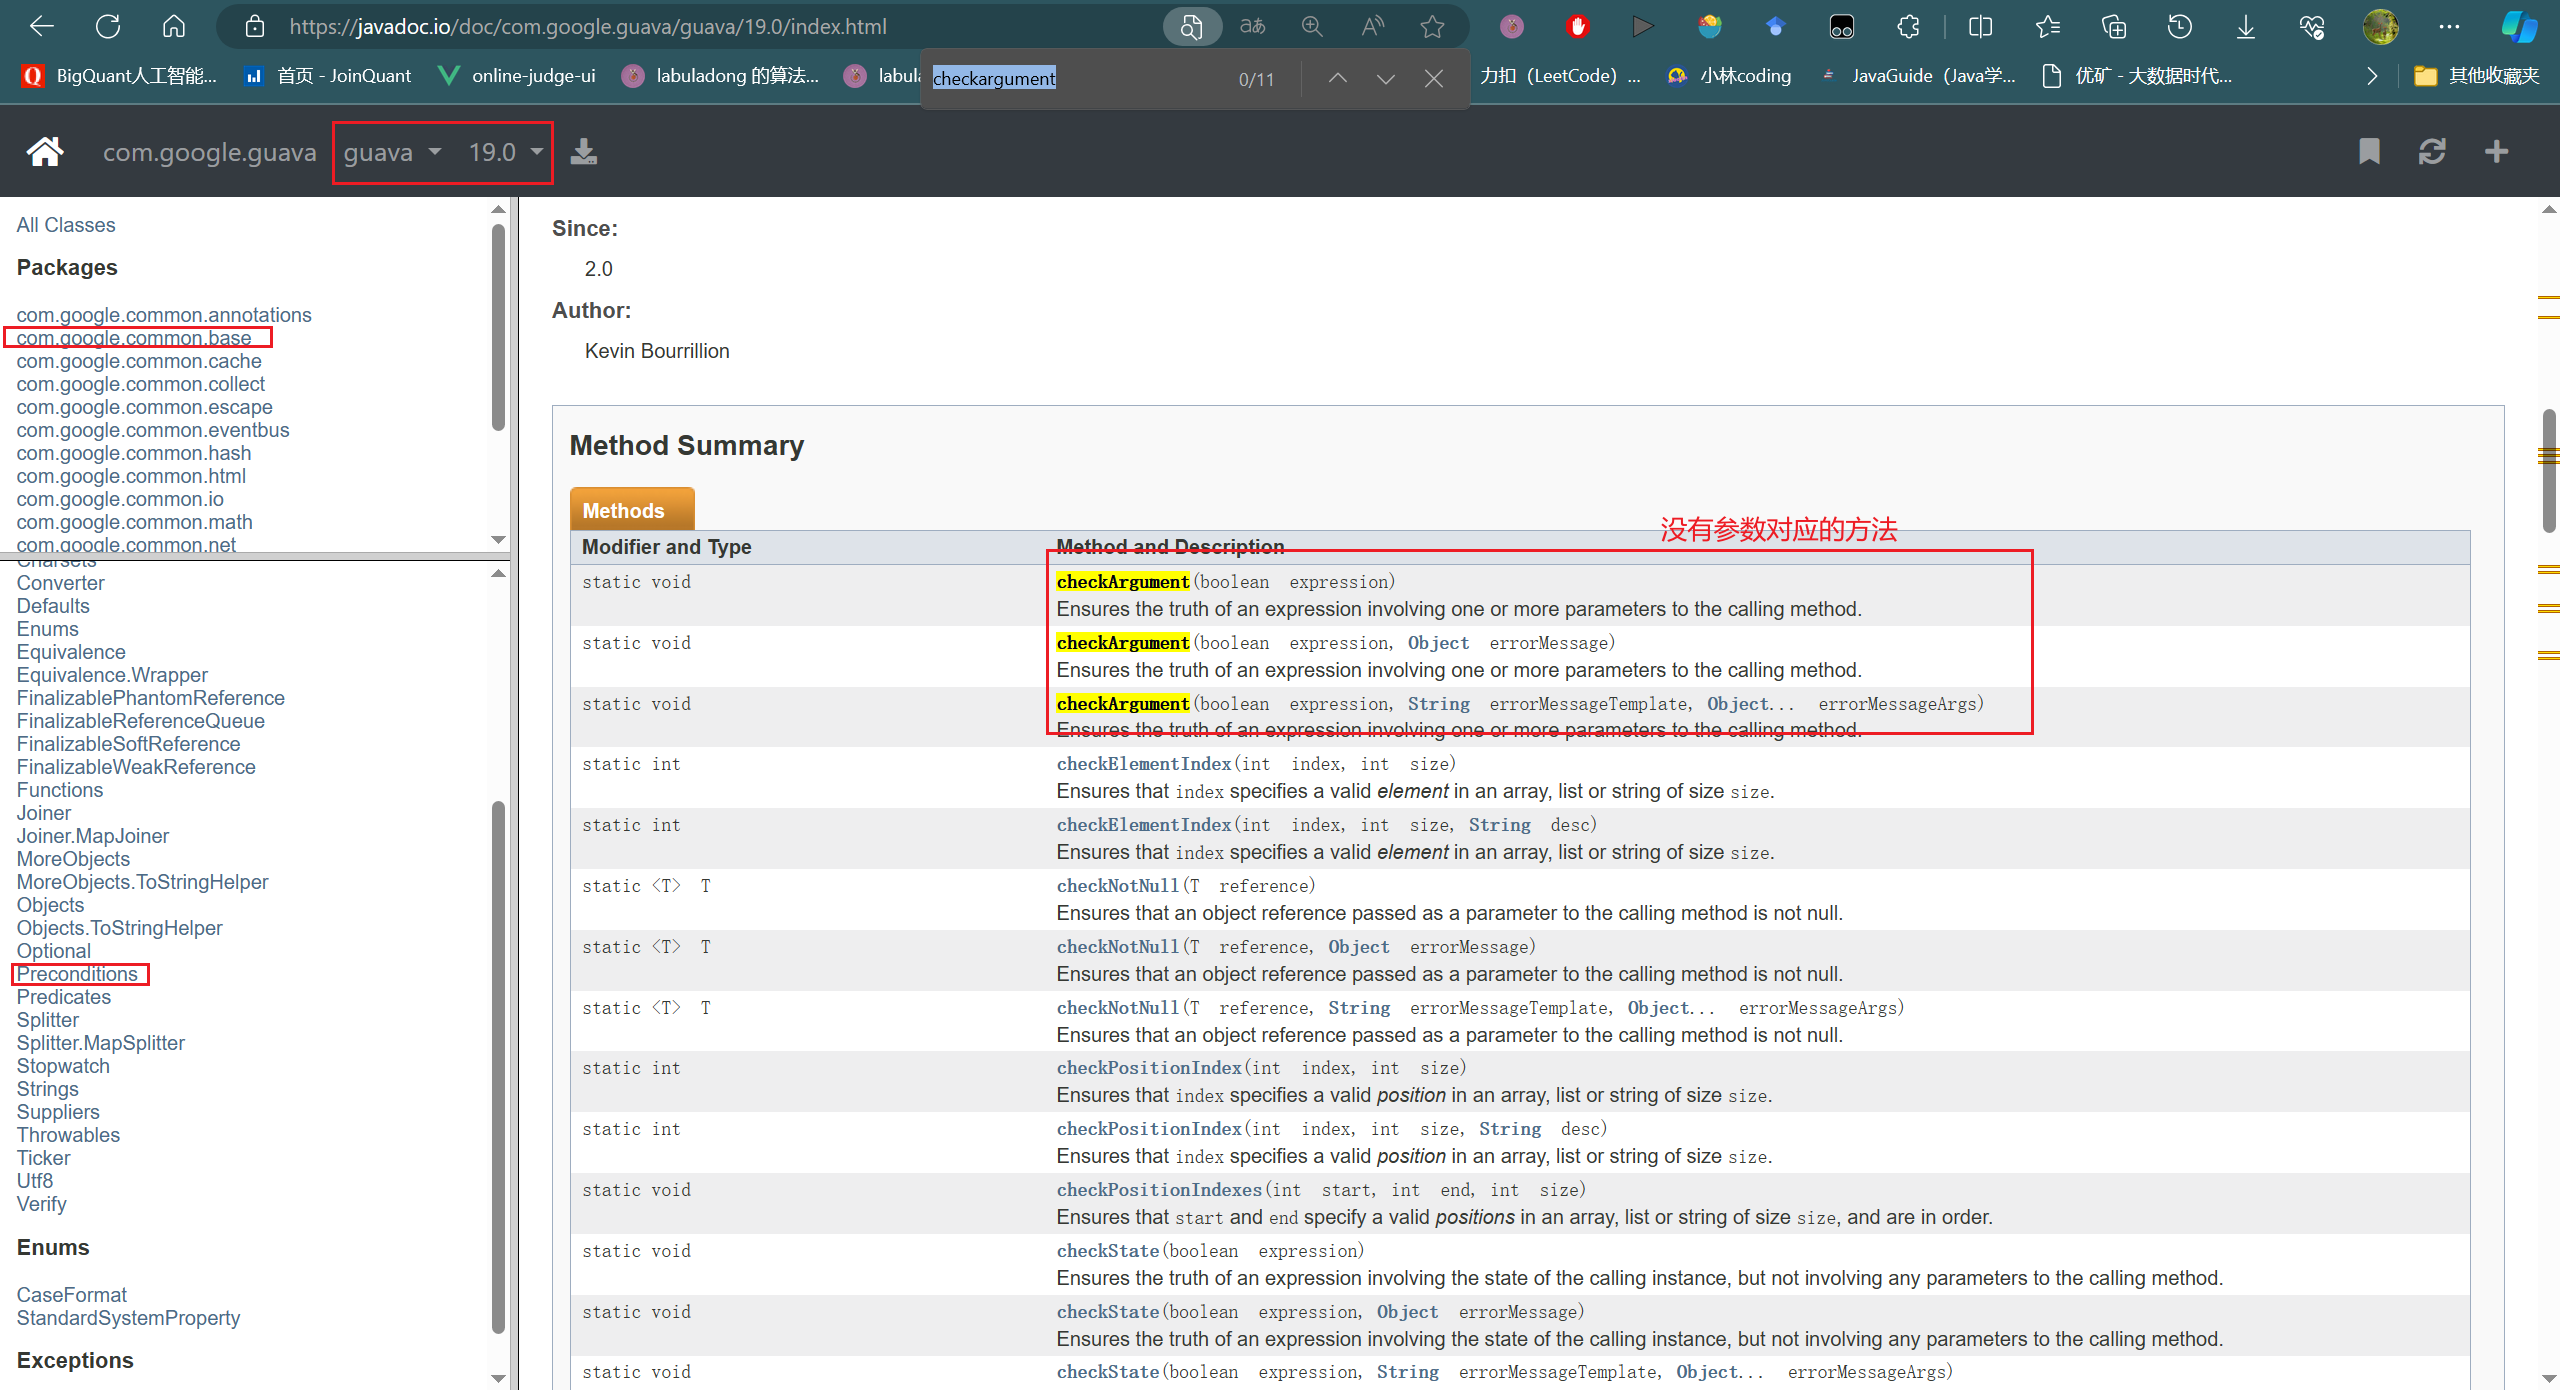 https://javadoc.io/doc/com.google.guava/guava/19.0/index.html
BigQuant人工智能...
首页 - JoinQuant
online-judge-ui
labuladong 的算法...
labula
checkargument
0/11
力扣（LeetCode）...
小林coding
JavaGuide（Java学...
优矿 - 大数据时代...
其他收藏夹
com.google.guava guava 19.0
All Classes
Packages
com.google.common.annotations
com.google.common.base
com.google.common.cache
com.google.common.collect
com.google.common.escape
com.google.common.eventbus
com.google.common.hash
com.google.common.html
com.google.common.io
com.google.common.math
com.google.common.net
Charsets
Converter
Defaults
Enums
Equivalence
Equivalence.Wrapper
FinalizablePhantomReference
FinalizableReferenceQueue
FinalizableSoftReference
FinalizableWeakReference
Functions
Joiner
Joiner.MapJoiner
MoreObjects
MoreObjects.ToStringHelper
Objects
Objects.ToStringHelper
Optional
Preconditions
Predicates
Splitter
Splitter.MapSplitter
Stopwatch
Strings
Suppliers
Throwables
Ticker
Utf8
Verify
Enums
CaseFormat
StandardSystemProperty
Exceptions
Since:
2.0
Author:
Kevin Bourrillion
Method Summary
Methods
没有参数对应的方法
Modifier and Type Method and Description
static void checkArgument(boolean expression)
Ensures the truth of an expression involving one or more parameters to the calling method.
static void checkArgument(boolean expression, Object errorMessage)
Ensures the truth of an expression involving one or more parameters to the calling method.
static void checkArgument(boolean expression, String errorMessageTemplate, Object... errorMessageArgs)
Ensures the truth of an expression involving one or more parameters to the calling method.
static int checkElementIndex(int index, int size)
Ensures that index specifies a valid element in an array, list or string of size size.
static int checkElementIndex(int index, int size, String desc)
Ensures that index specifies a valid element in an array, list or string of size size.
static <T> T checkNotNull(T reference)
Ensures that an object reference passed as a parameter to the calling method is not null.
static <T> T checkNotNull(T reference, Object errorMessage)
Ensures that an object reference passed as a parameter to the calling method is not null.
static <T> T checkNotNull(T reference, String errorMessageTemplate, Object... errorMessageArgs)
Ensures that an object reference passed as a parameter to the calling method is not null.
static int checkPositionIndex(int index, int size)
Ensures that index specifies a valid position in an array, list or string of size size.
static int checkPositionIndex(int index, int size, String desc)
Ensures that index specifies a valid position in an array, list or string of size size.
static void checkPositionIndexes(int start, int end, int size)
Ensures that start and end specify a valid positions in an array, list or string of size size, and are in order.
static void checkState(boolean expression)
Ensures the truth of an expression involving the state of the calling instance, but not involving any parameters to the calling method.
static void checkState(boolean expression, Object errorMessage)
Ensures the truth of an expression involving the state of the calling instance, but not involving any parameters to the calling method.
static void checkState(boolean expression, String errorMessageTemplate, Object... errorMessageArgs)